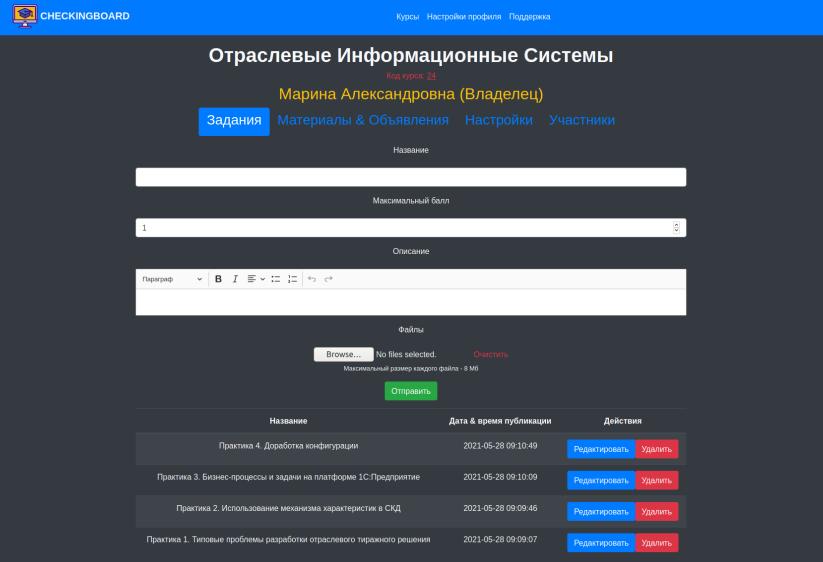 CHECKINGBOARD Курсы Настройки профиля Поддержка
Отраслевые Информационные Системы
Код курса: 24
Марина Александровна (Владелец)
Задания Материалы & Объявления Настройки Участники
Название
Максимальный балл
1
Описание
Параграф B I
Файлы
Browse... No files selected. Очистить
Максимальный размер каждого файла - 8 Мб
Отправить
Название Дата & время публикации Действия
Практика 4. Доработка конфигурации 2021-05-28 09:10:49 Редактировать Удалить
Практика 3. Бизнес-процессы и задачи на платформе 1С:Предприятие 2021-05-28 09:10:09 Редактировать Удалить
Практика 2. Использование механизма характеристик в СКД 2021-05-28 09:09:46 Редактировать Удалить
Практика 1. Типовые проблемы разработки отраслевого тиражного решения 2021-05-28 09:09:07 Редактировать Удалить